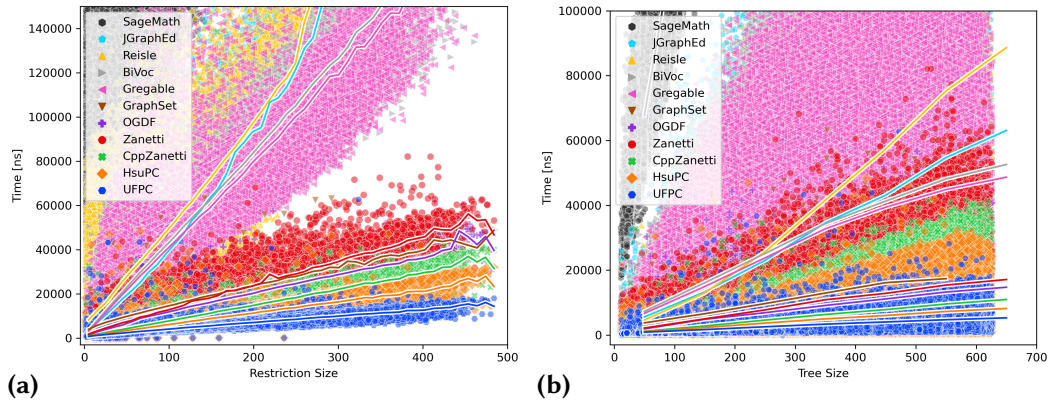 SageMath
JGraphEd
Reisle
BiVoc
Gregable
GraphSet
OGDF
Zanetti
CppZanetti
HsuPC
UFPC
Time [ns]
140000
120000
100000
80000
60000
40000
20000
0
0 100 200 300 400 500
Restriction Size
(a)
SageMath
JGraphEd
Reisle
BiVoc
Gregable
GraphSet
OGDF
Zanetti
CppZanetti
HsuPC
UFPC
Time [ns]
100000
80000
60000
40000
20000
0
0 100 200 300 400 500 600 700
Tree Size
(b)